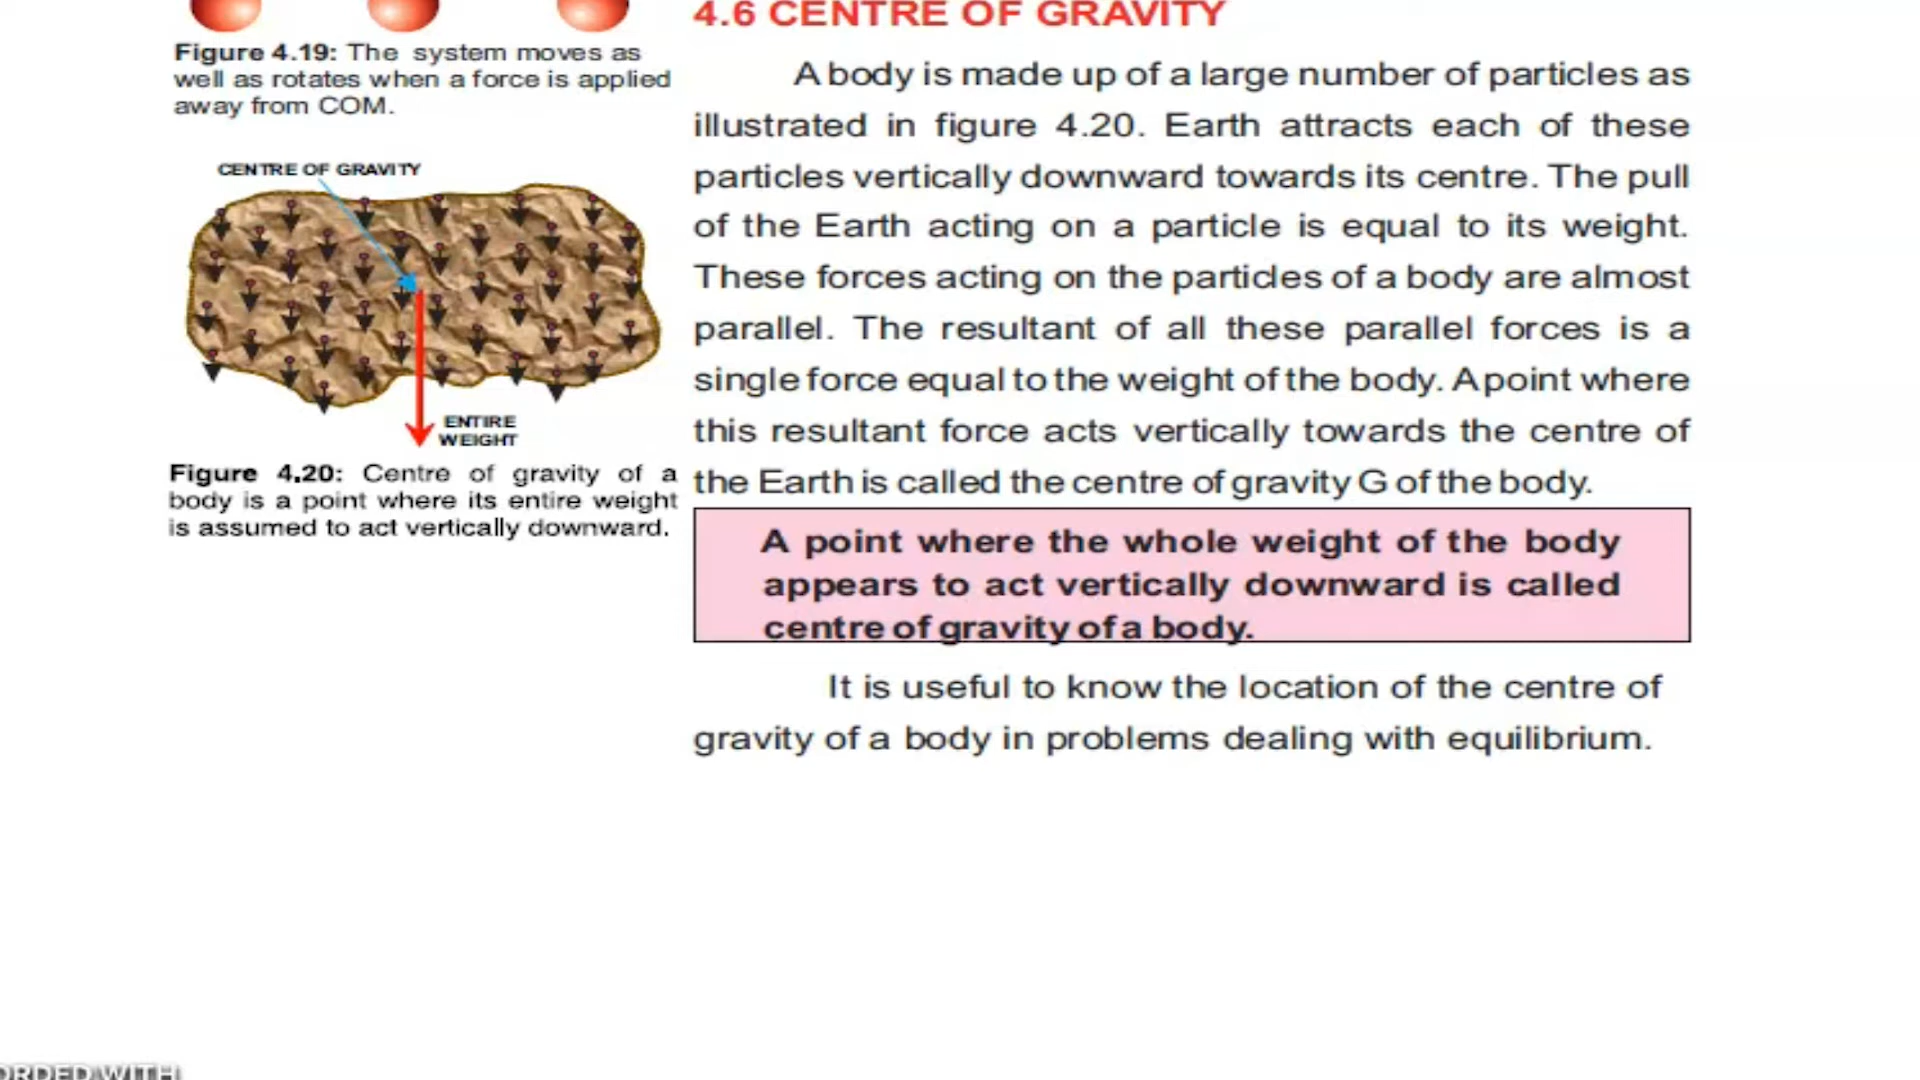 4.6 CENTRE OF GRAVITY
Figure 4.19: The system moves as
well as rotates when a force is applied
away from COM.
CENTRE OF GRAVITY
ENTIRE
WEIGHT
Figure 4.20: Centre of gravity of a
body is a point where its entire weight
is assumed to act vertically downward.
A body is made up of a large number of particles as
illustrated in figure 4.20. Earth attracts each of these
particles vertically downward towards its centre. The pull
of the Earth acting on a particle is equal to its weight.
These forces acting on the particles of a body are almost
parallel. The resultant of all these parallel forces is a
single force equal to the weight of the body. A point where
this resultant force acts vertically towards the centre of
the Earth is called the centre of gravity G of the body.
A point where the whole weight of the body
appears to act vertically downward is called
centre of gravity of a body.
It is useful to know the location of the centre of
gravity of a body in problems dealing with equilibrium.
WITH